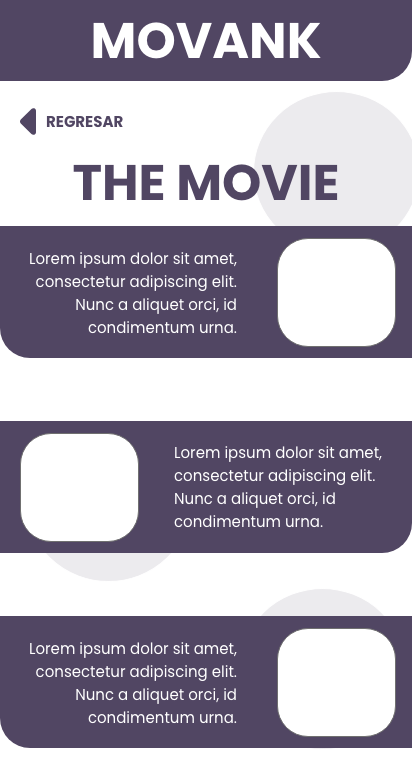 MOVANK
REGRESAR
THE MOVIE
Lorem ipsum dolor sit amet,
consectetur adipiscing elit.
Nunc a aliquet orci, id
condimentum urna.
Lorem ipsum dolor sit amet,
consectetur adipiscing elit.
Nunc a aliquet orci, id
condimentum urna.
Lorem ipsum dolor sit amet,
consectetur adipiscing elit.
Nunc a aliquet orci, id
condimentum urna.